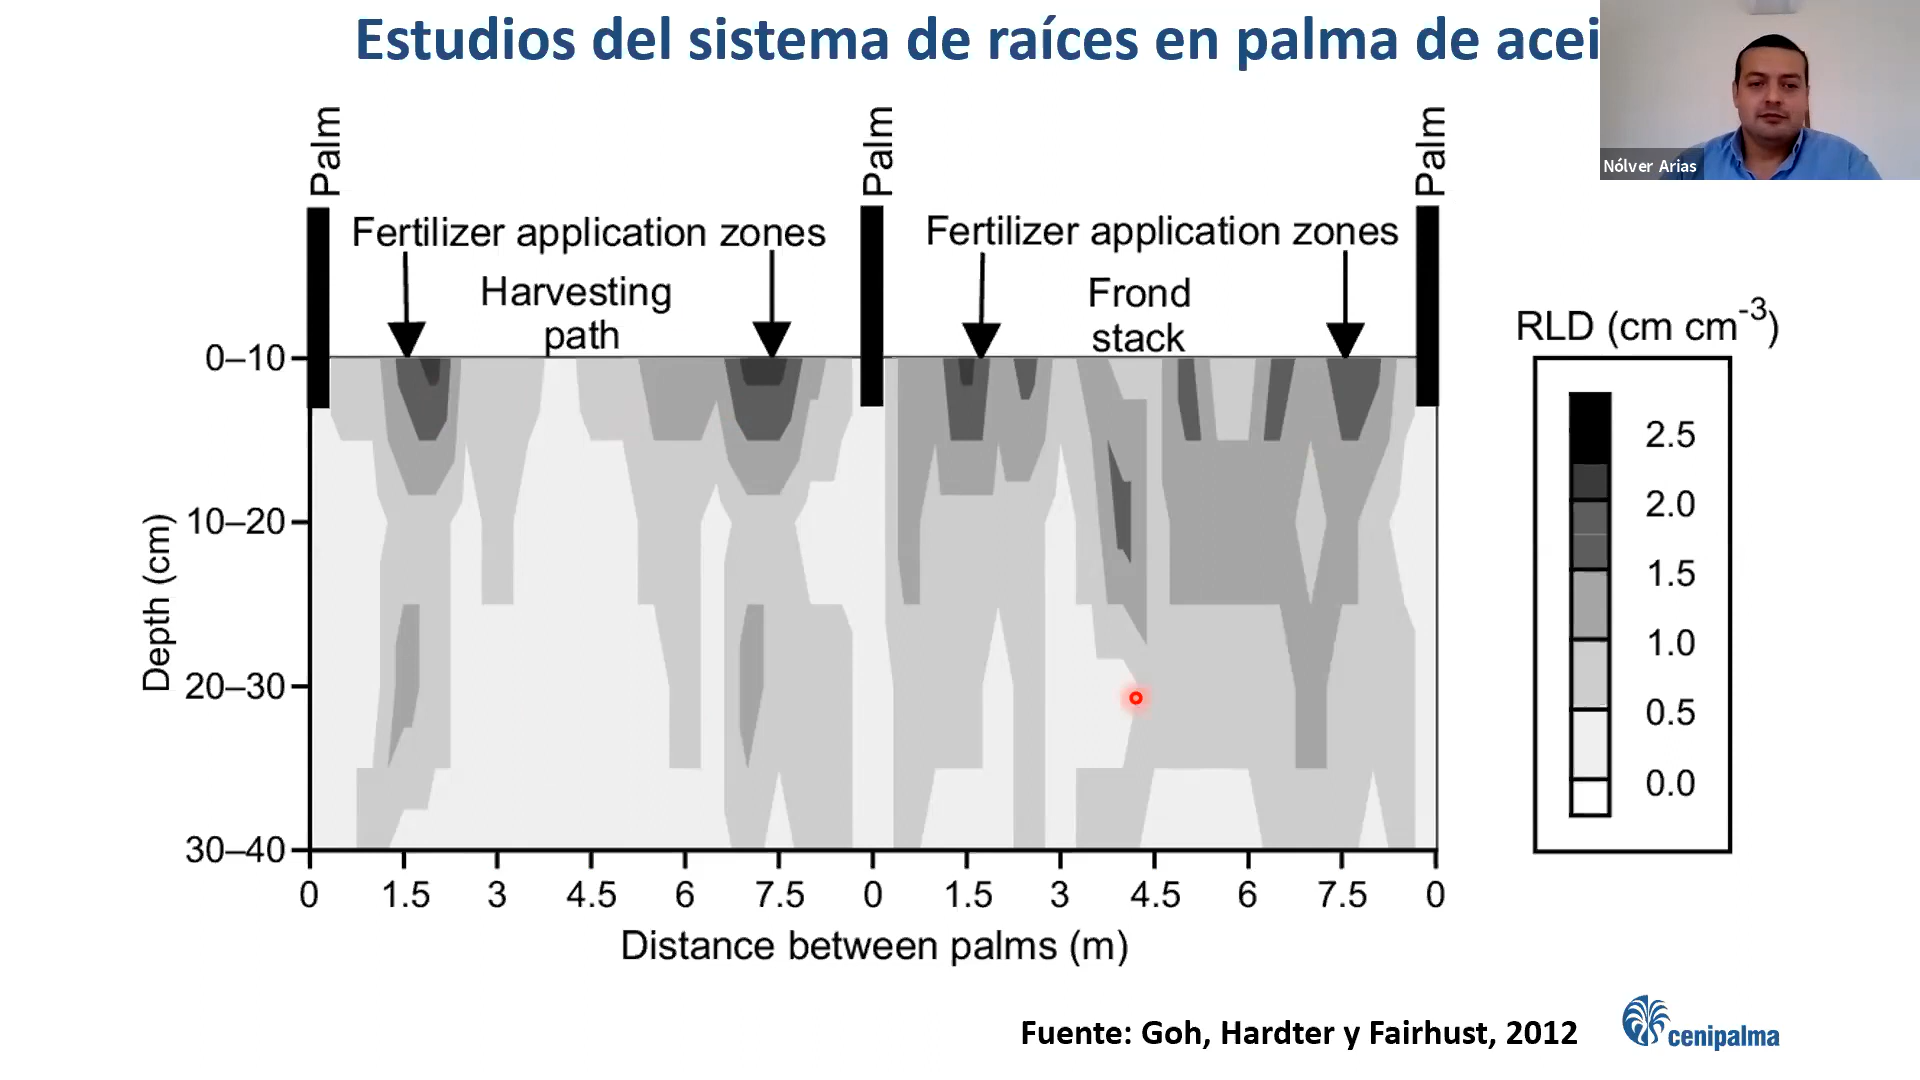 Estudios del sistema de raíces en palma de acei
Nólver Arias
Palm
Palm
Palm
Fertilizer application zones
Fertilizer application zones
Harvesting
path
Frond
stack
RLD (cm cm-3)
2.5
2.0
1.5
1.0
0.5
0.0
Depth (cm)
0–10
10–20
20–30
30–40
0 1.5 3 4.5 6 7.5 0 1.5 3 4.5 6 7.5 0
Distance between palms (m)
Fuente: Goh, Hardter y Fairhust, 2012
cenipalma